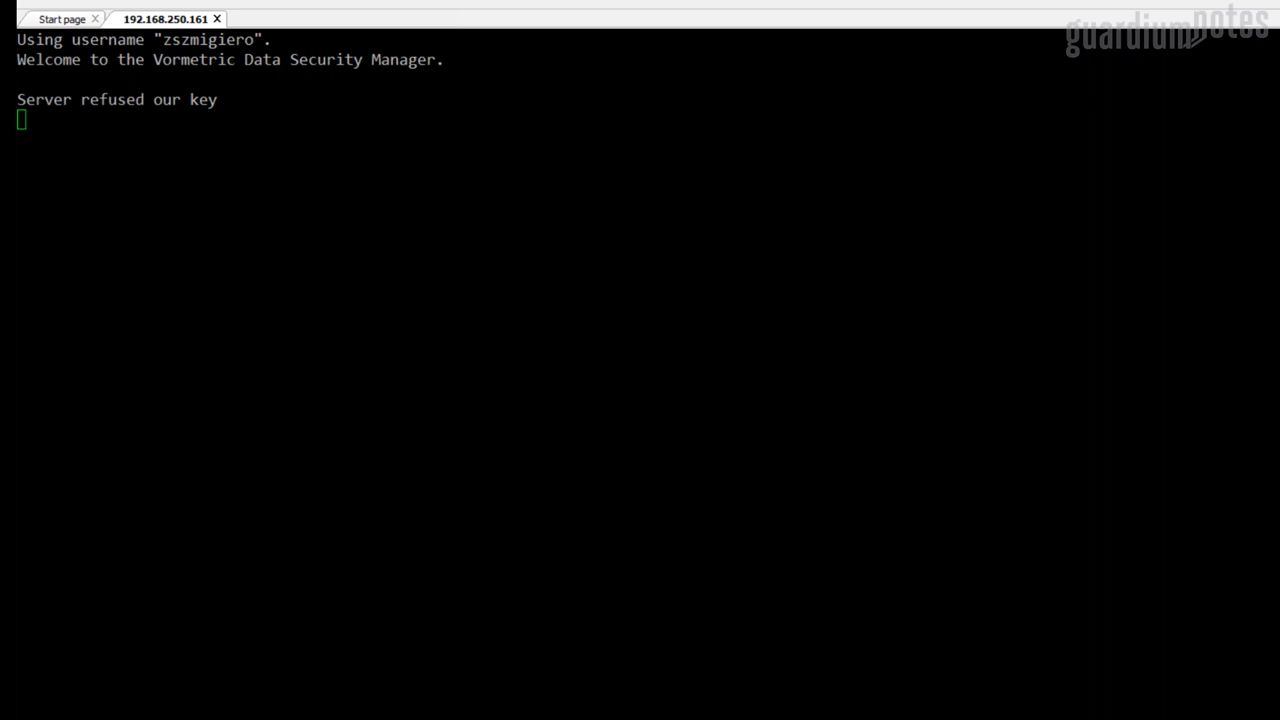 Start page
192.168.250.161
guardiumnotes
Using username "zszmigiero".
Welcome to the Vormetric Data Security Manager.
Server refused our key